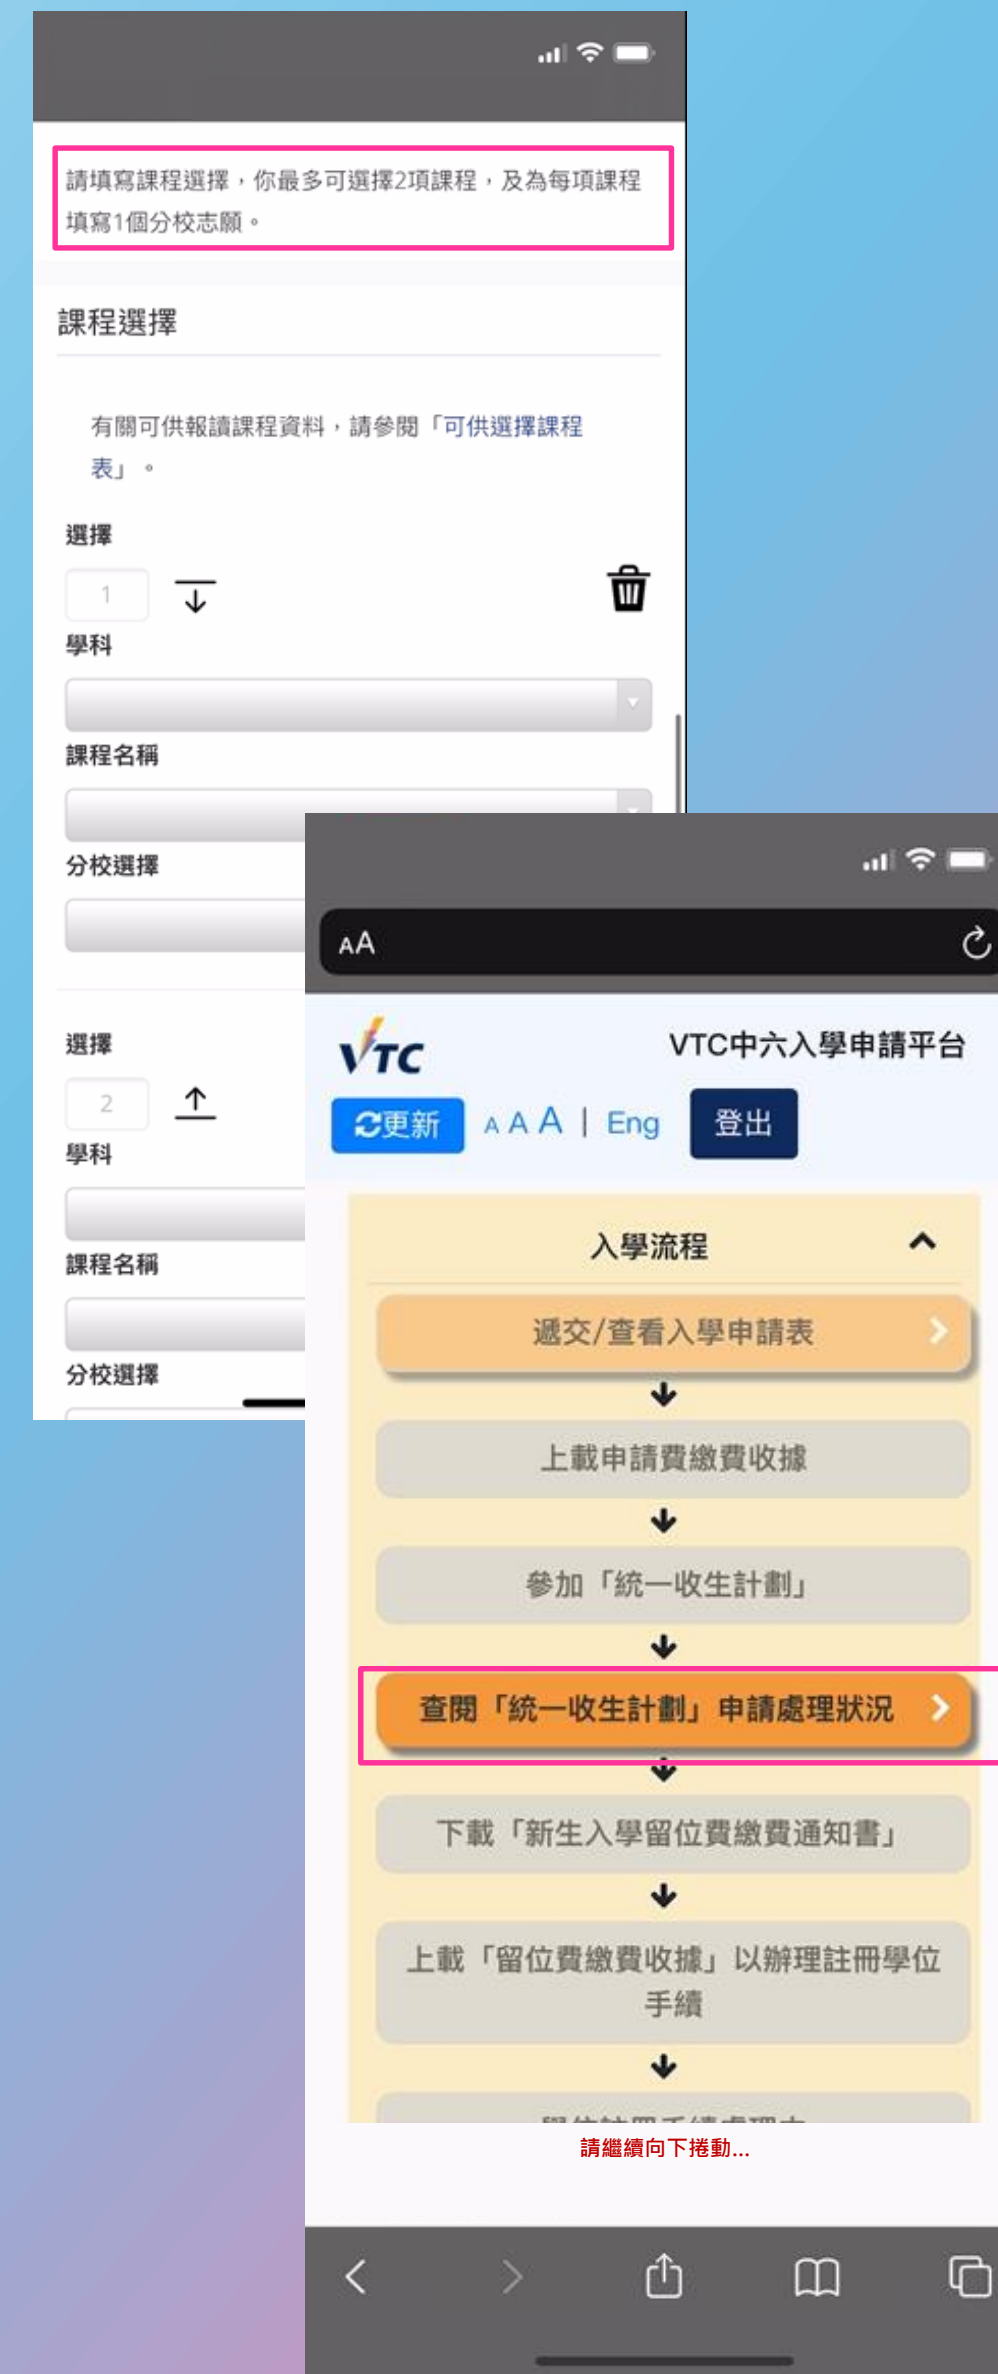 請填寫課程選擇，你最多可選擇2項課程，及為每項課程
填寫1個分校志願。
課程選擇
有關可供報讀課程資料，請參閱「可供選擇課程
表」。
選擇
1
學科
課程名稱
分校選擇
選擇
2
學科
課程名稱
分校選擇
AA
VTC
VTC中六入學申請平台
更新 A A A | Eng 登出
入學流程
遞交/查看入學申請表
上載申請費繳費收據
參加「統一收生計劃」
查閱「統一收生計劃」申請處理狀況
下載「新生入學留位費繳費通知書」
上載「留位費繳費收據」以辦理註冊學位
手續
請繼續向下捲動...